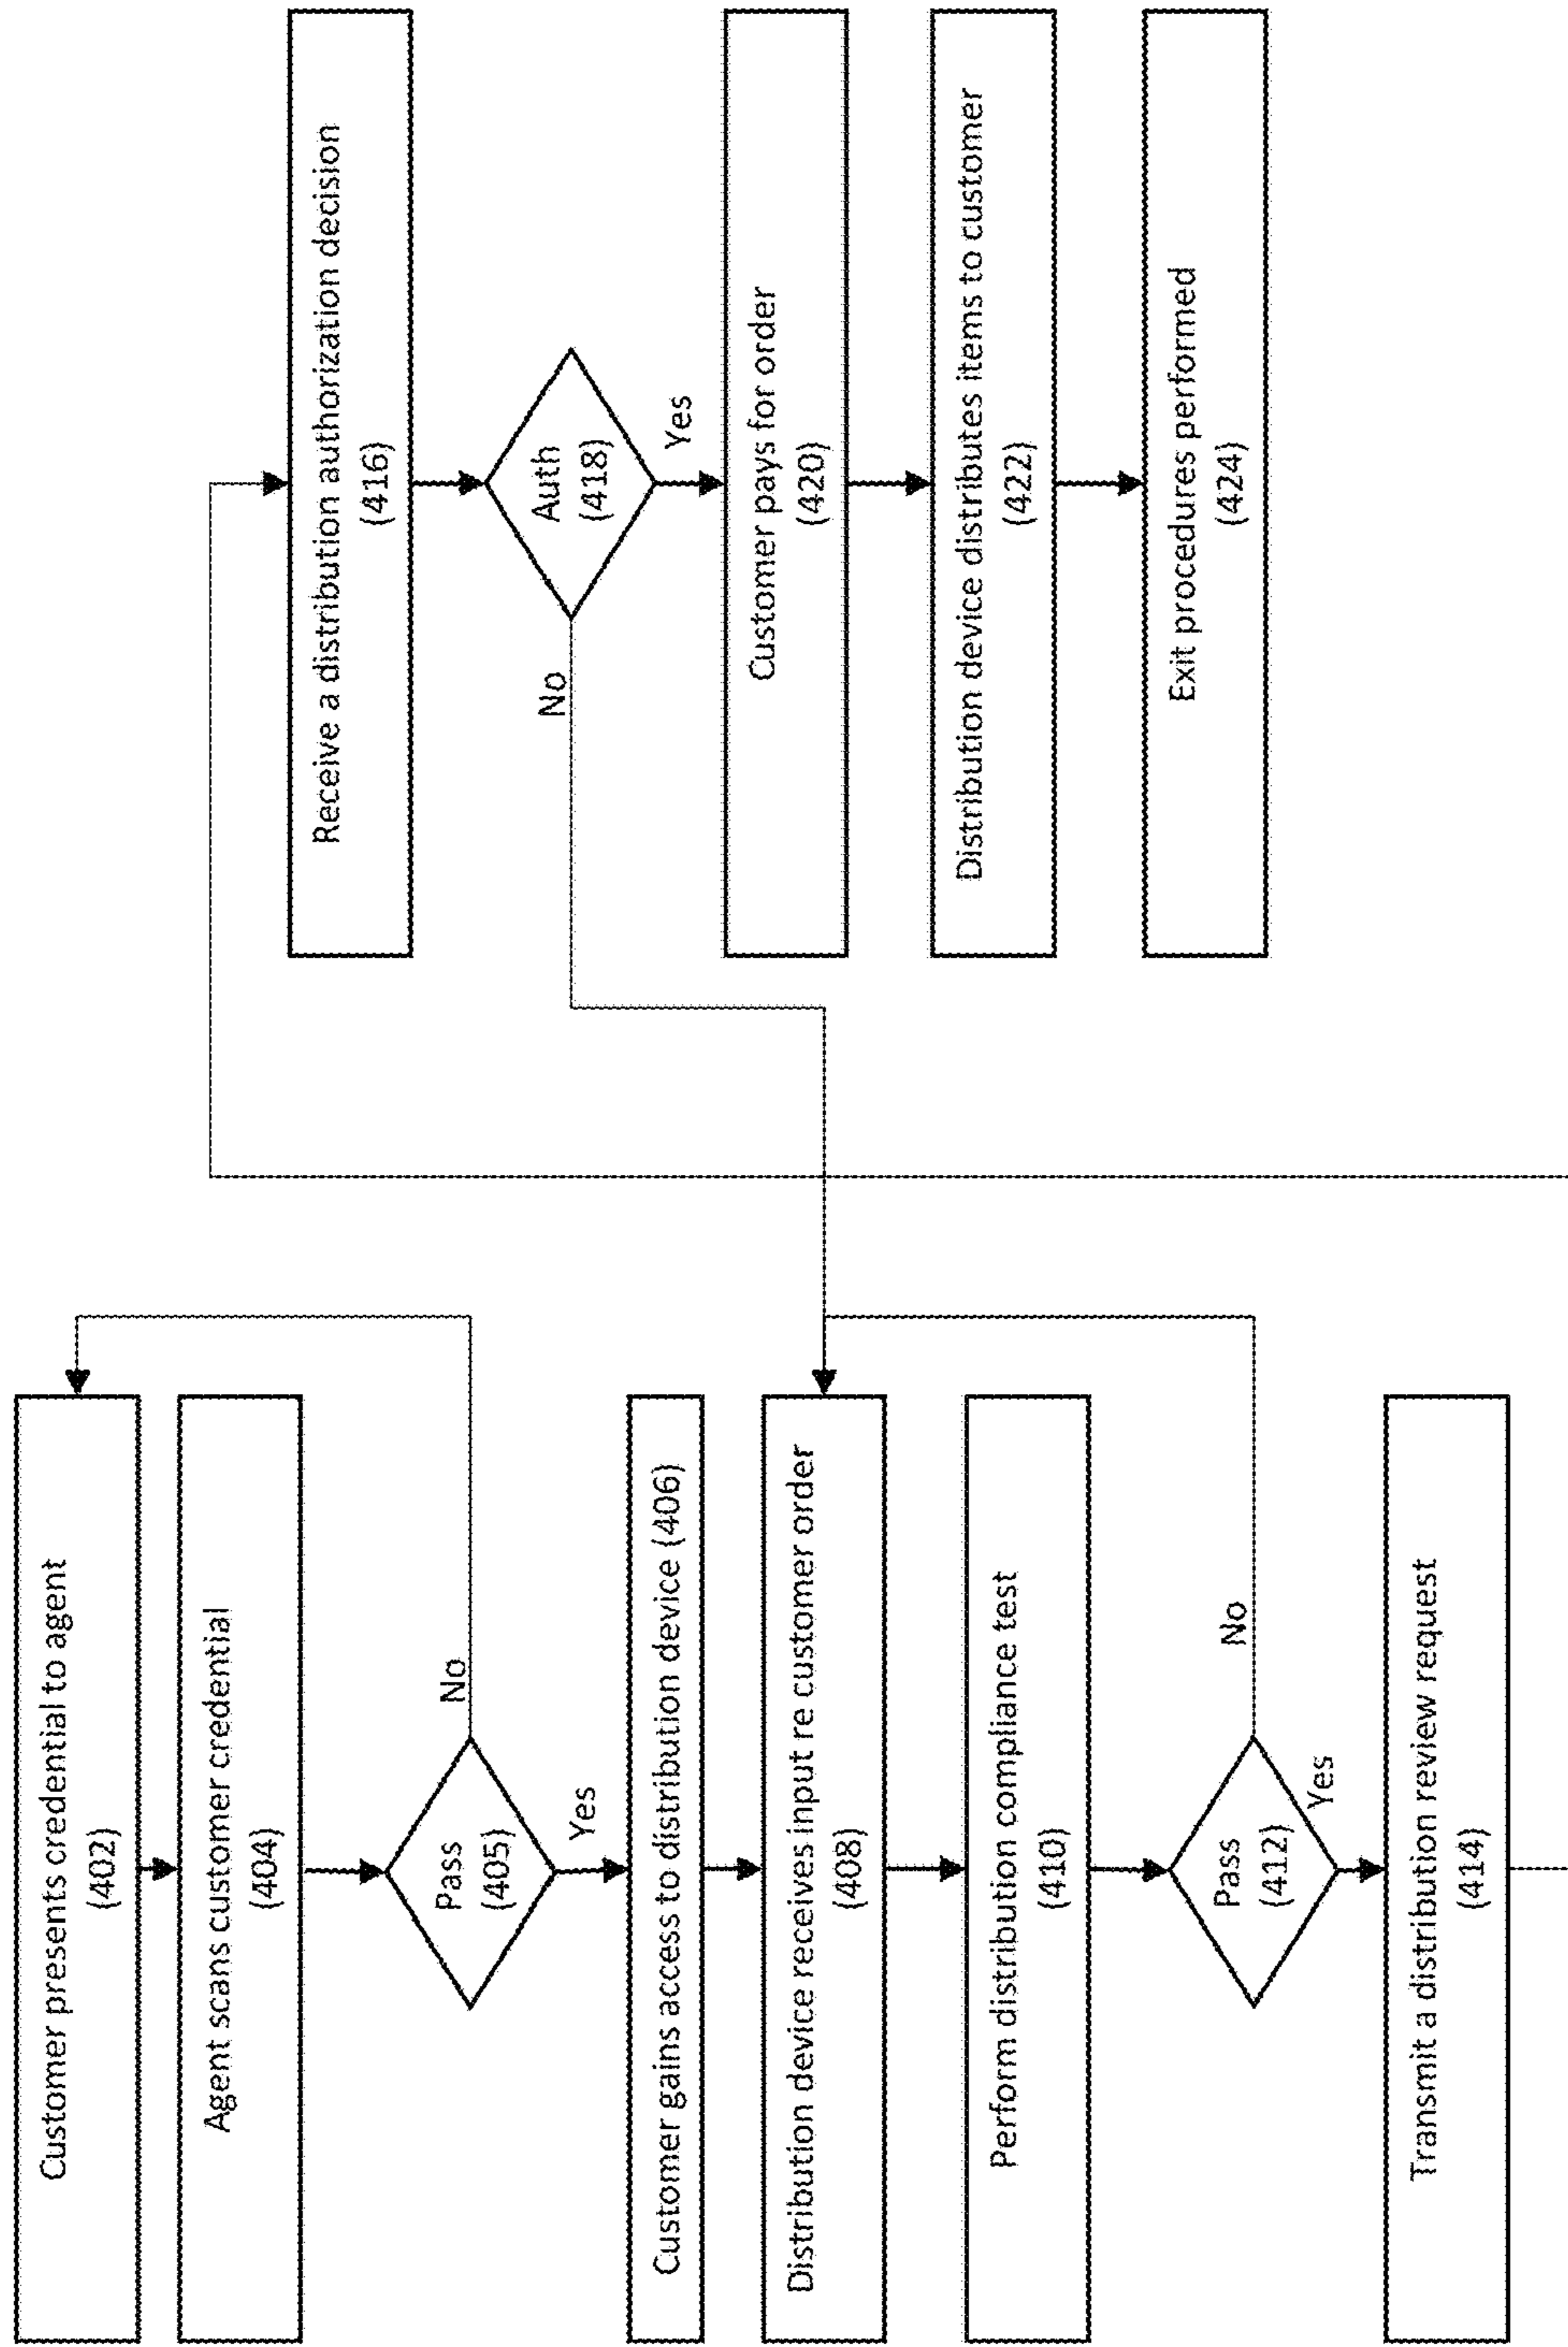 Customer presents credential to agent
(402)
Agent scans customer credential
(404)
Pass
(405)
No
Yes
Customer gains access to distribution device (406)
Distribution device receives input re customer order
(408)
Perform distribution compliance test
(410)
Pass
(412)
No
Yes
Transmit a distribution review request
(414)
Receive a distribution authorization decision
(416)
Auth
(418)
No
Yes
Customer pays for order
(420)
Distribution device distributes items to customer
(422)
Exit procedures performed
(424)